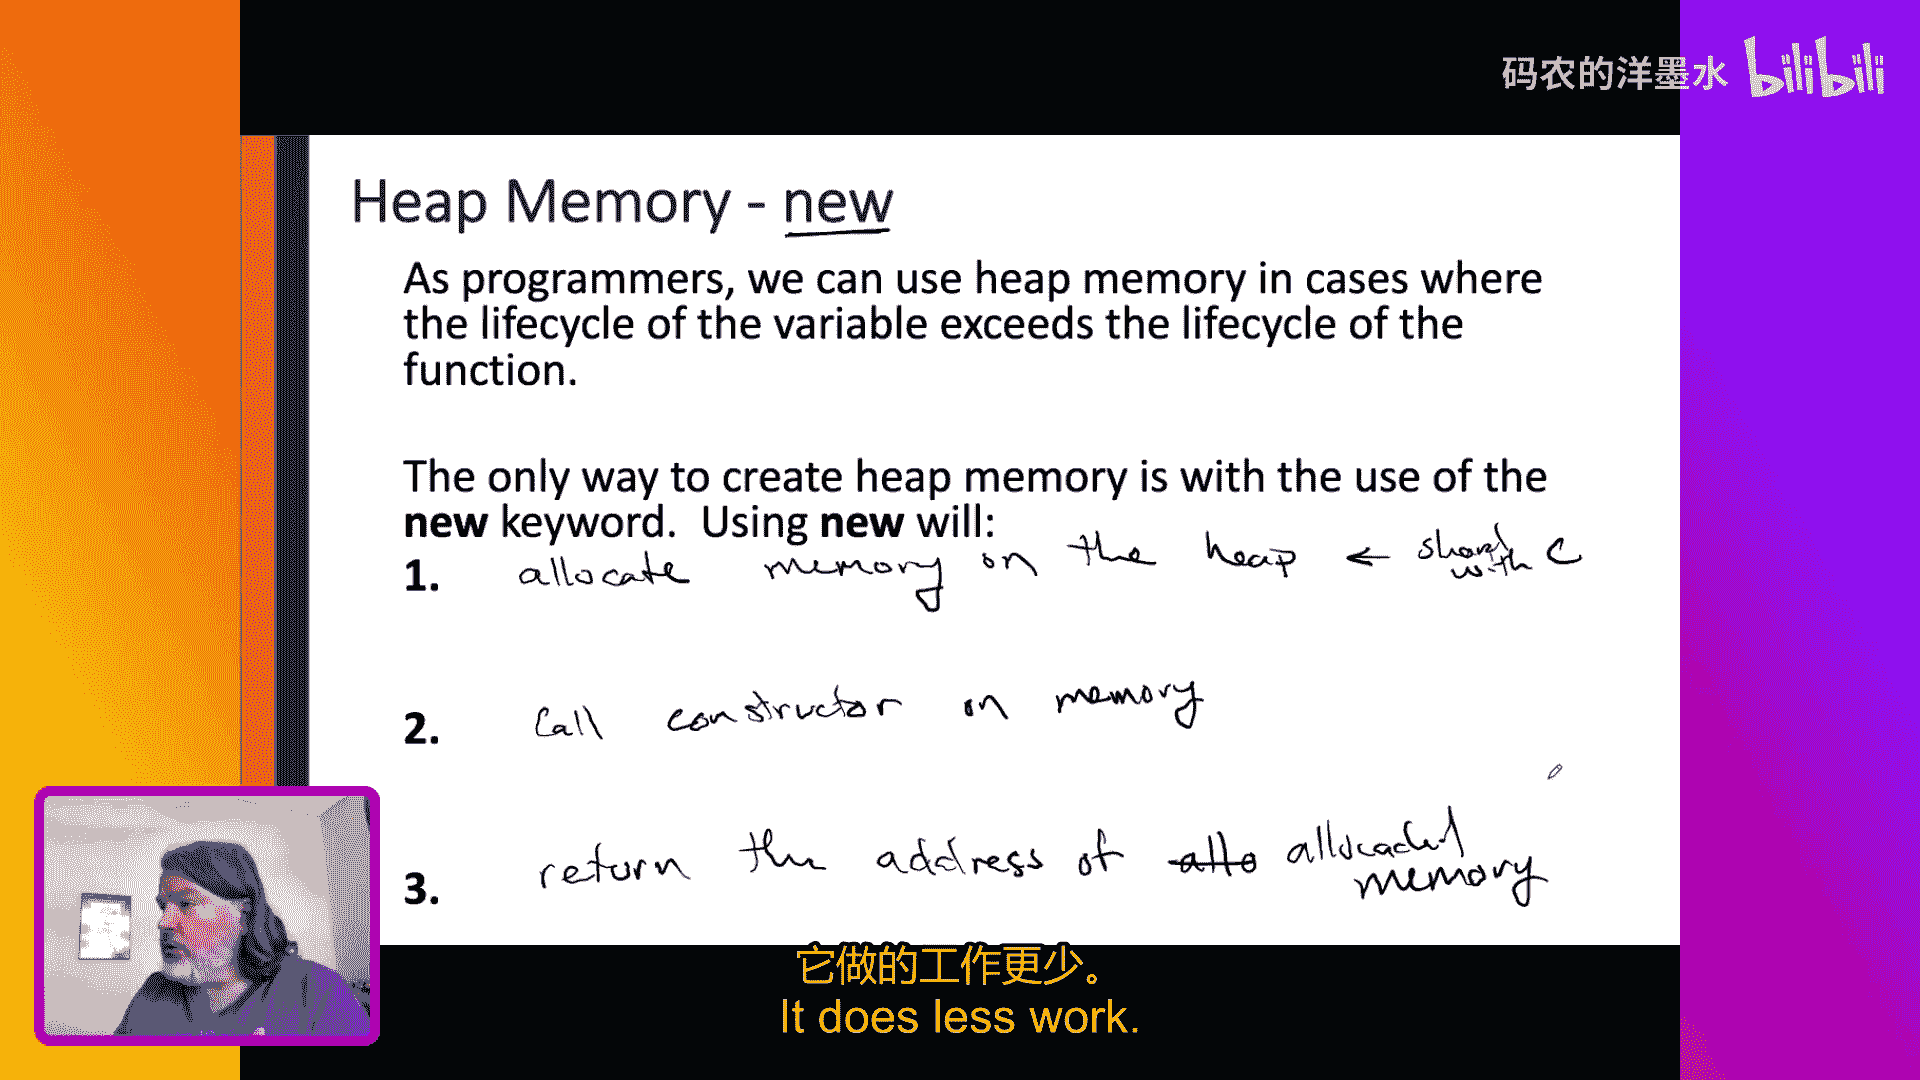 码农的洋墨水 bilibili
Heap Memory - new
As programmers, we can use heap memory in cases where
the lifecycle of the variable exceeds the lifecycle of the
function.
The only way to create heap memory is with the use of the
new keyword. Using new will:
1. allocate memory on the heap ← shared with C
2. Call constructor on memory
3. return the address of allo allocated memory
它做的工作更少。
It does less work.